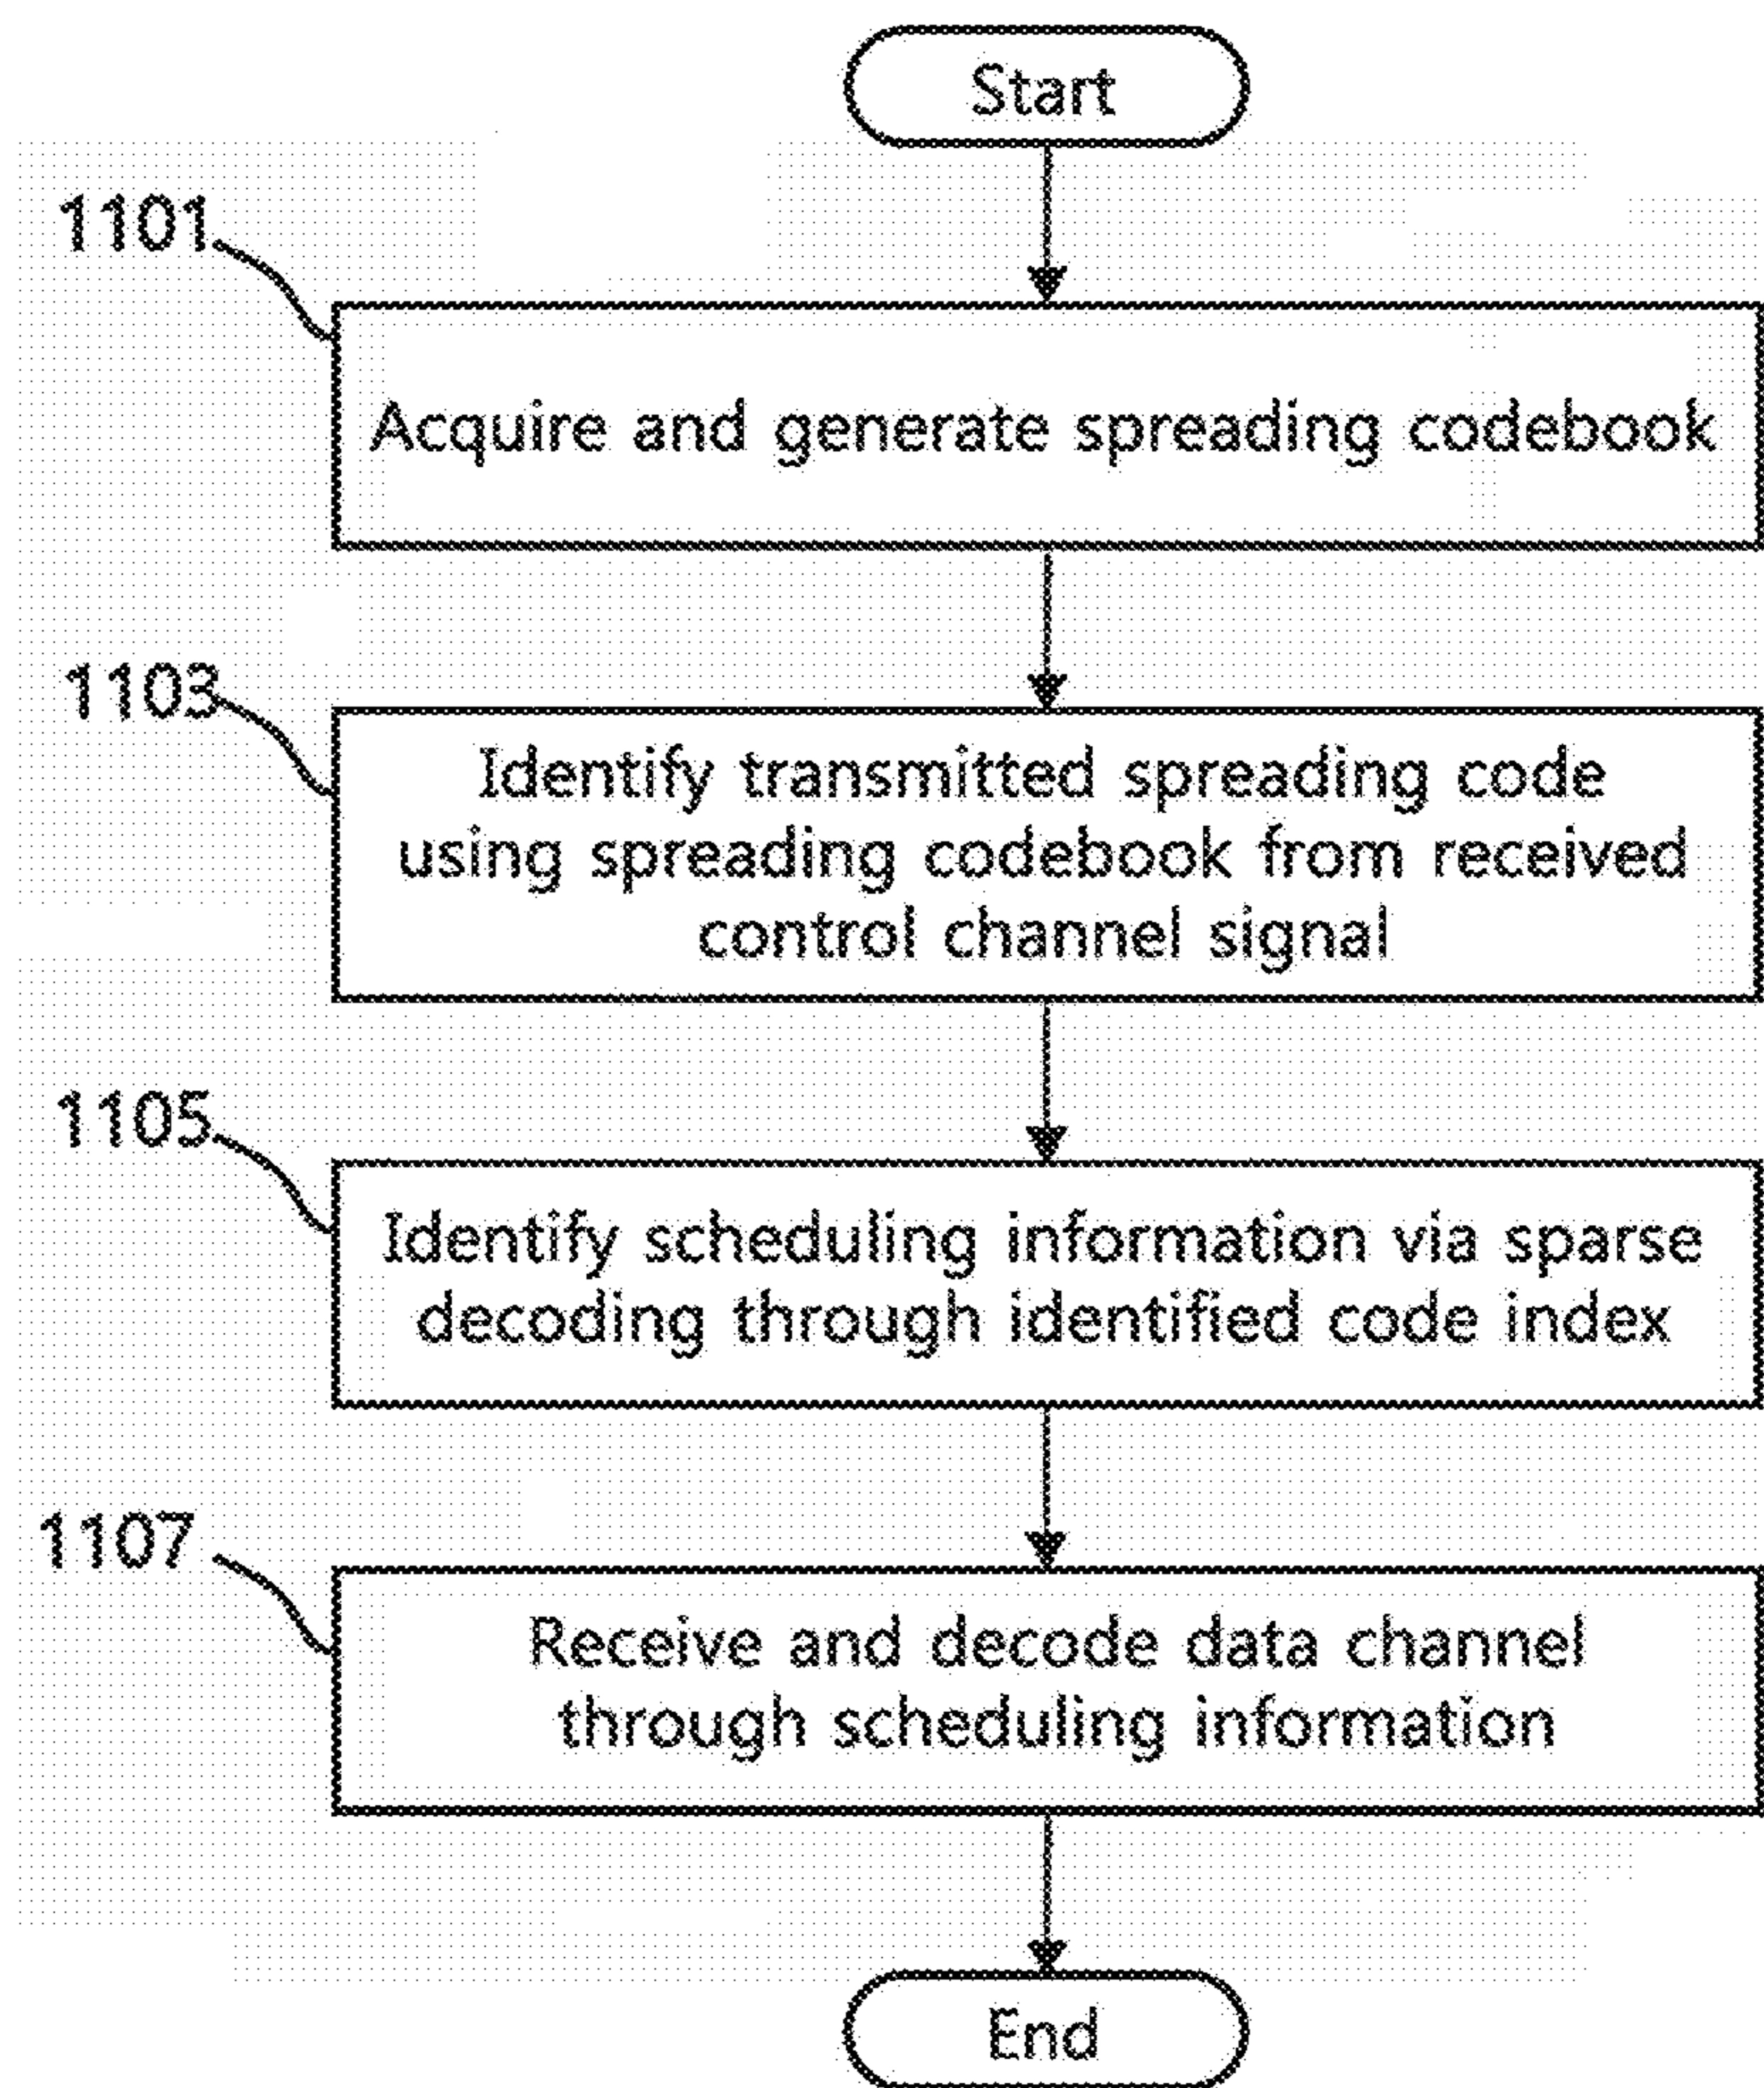 Start
1101
Acquire and generate spreading codebook
1103
Identify transmitted spreading code
using spreading codebook from received
control channel signal
1105
Identify scheduling information via sparse
decoding through identified code index
1107
Receive and decode data channel
through scheduling information
End